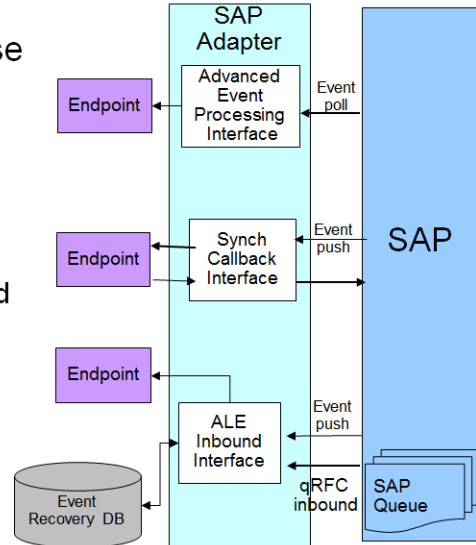 SAP
Adapter
se
Advanced
Event
Processing
Interface
Endpoint
Event
poll
Synch
Callback
Interface
Endpoint
Event
push
SAP
d
Endpoint
ALE
Inbound
Interface
Event
push
qRFC
inbound
SAP
Queue
Event
Recovery DB